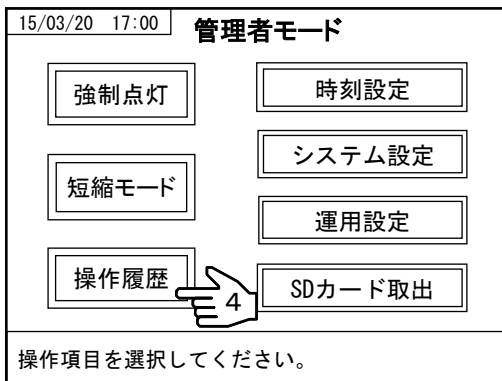 15/03/20 17:00
管理者モード
強制点灯
時刻設定
短縮モード
システム設定
運用設定
操作履歴
4
SDカード取出
操作項目を選択してください。